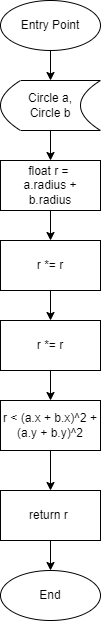 Entry Point
Circle a,
Circle b
float r =
a.radius +
b.radius
r *= r
r *= r
r < (a.x + b.x)^2 +
(a.y + b.y)^2
return r
End